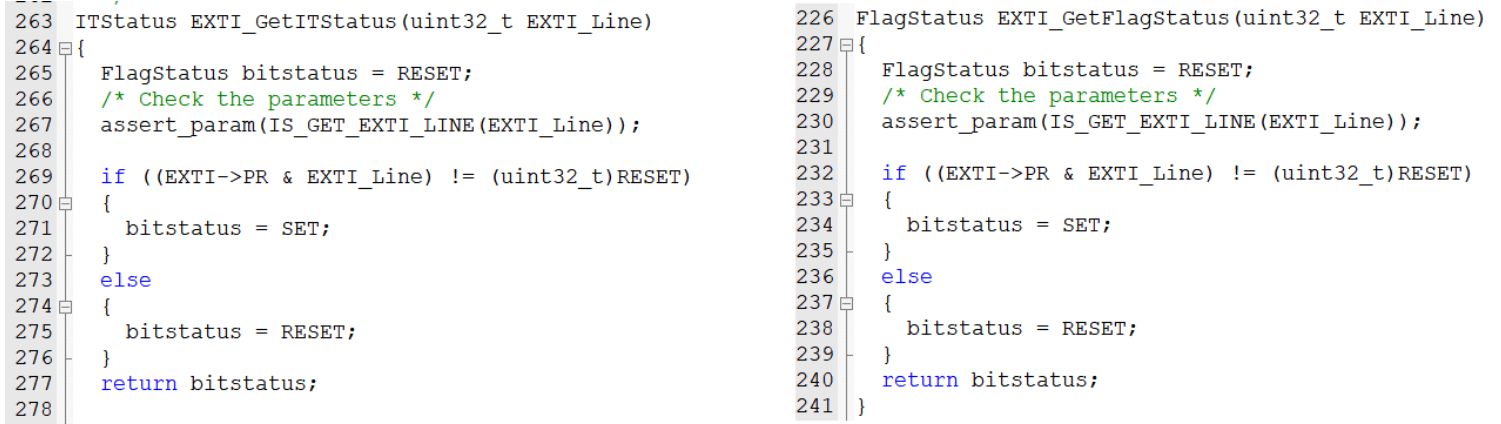 263 ITStatus EXTI_GetITStatus(uint32_t EXTI_Line)
264 {
265 FlagStatus bitstatus = RESET;
266 /* Check the parameters */
267 assert_param(IS_GET_EXTI_LINE(EXTI_Line));
268
269 if ((EXTI->PR & EXTI_Line) != (uint32_t)RESET)
270 {
271 bitstatus = SET;
272 }
273 else
274 {
275 bitstatus = RESET;
276 }
277 return bitstatus;
278
226 FlagStatus EXTI_GetFlagStatus(uint32_t EXTI_Line)
227 {
228 FlagStatus bitstatus = RESET;
229 /* Check the parameters */
230 assert_param(IS_GET_EXTI_LINE(EXTI_Line));
231
232 if ((EXTI->PR & EXTI_Line) != (uint32_t)RESET)
233 {
234 bitstatus = SET;
235 }
236 else
237 {
238 bitstatus = RESET;
239 }
240 return bitstatus;
241 }